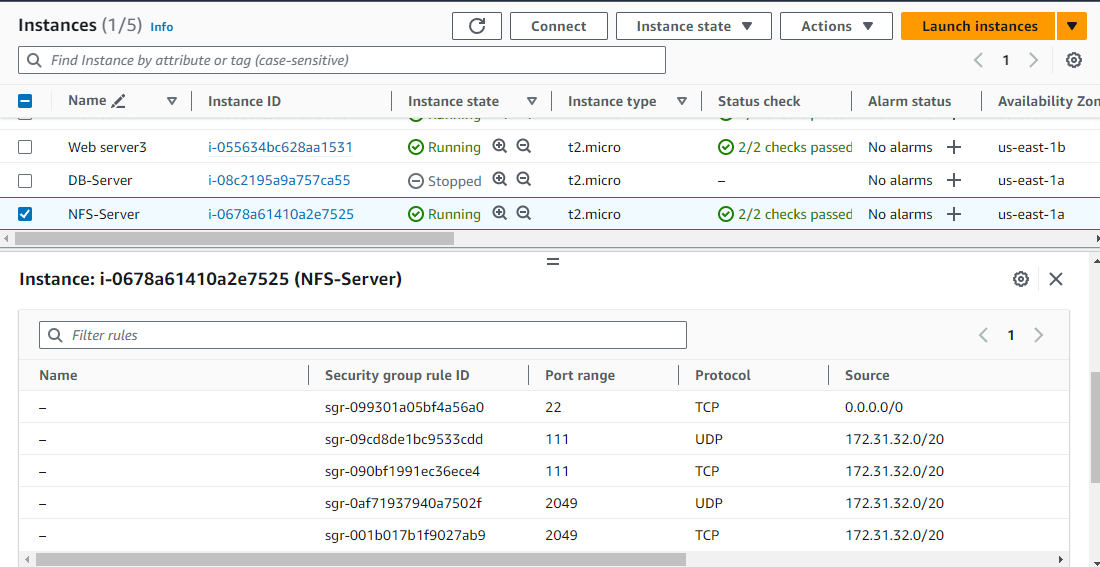 Instances (1/5) Info Connect Instance state Actions Launch instances
Find Instance by attribute or tag (case-sensitive) 1
Name Instance ID Instance state Instance type Status check Alarm status Availability Zon
Running
Web server3 i-055634bc628aa1531 Running t2.micro 2/2 checks passed No alarms us-east-1b
DB-Server i-08c2195a9a757ca55 Stopped t2.micro – No alarms us-east-1a
NFS-Server i-0678a61410a2e7525 Running t2.micro 2/2 checks passed No alarms us-east-1a
Instance: i-0678a61410a2e7525 (NFS-Server)
Filter rules 1
Name Security group rule ID Port range Protocol Source
– sgr-099301a05bf4a56a0 22 TCP 0.0.0.0/0
– sgr-09cd8de1bc9533cdd 111 UDP 172.31.32.0/20
– sgr-090bf1991ec36ece4 111 TCP 172.31.32.0/20
– sgr-0af71937940a7502f 2049 UDP 172.31.32.0/20
– sgr-001b017b1f9027ab9 2049 TCP 172.31.32.0/20